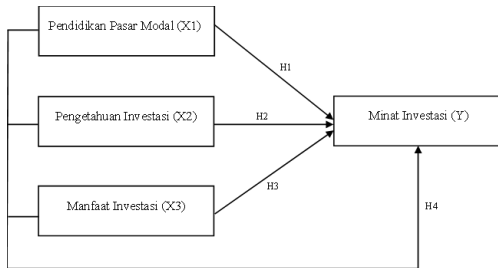 Pendidikan Pasar Modal (X1)
H1
Pengetahuan Investasi (X2)
H2
Minat Investasi (Y)
H3
Manfaat Investasi (X3)
H4